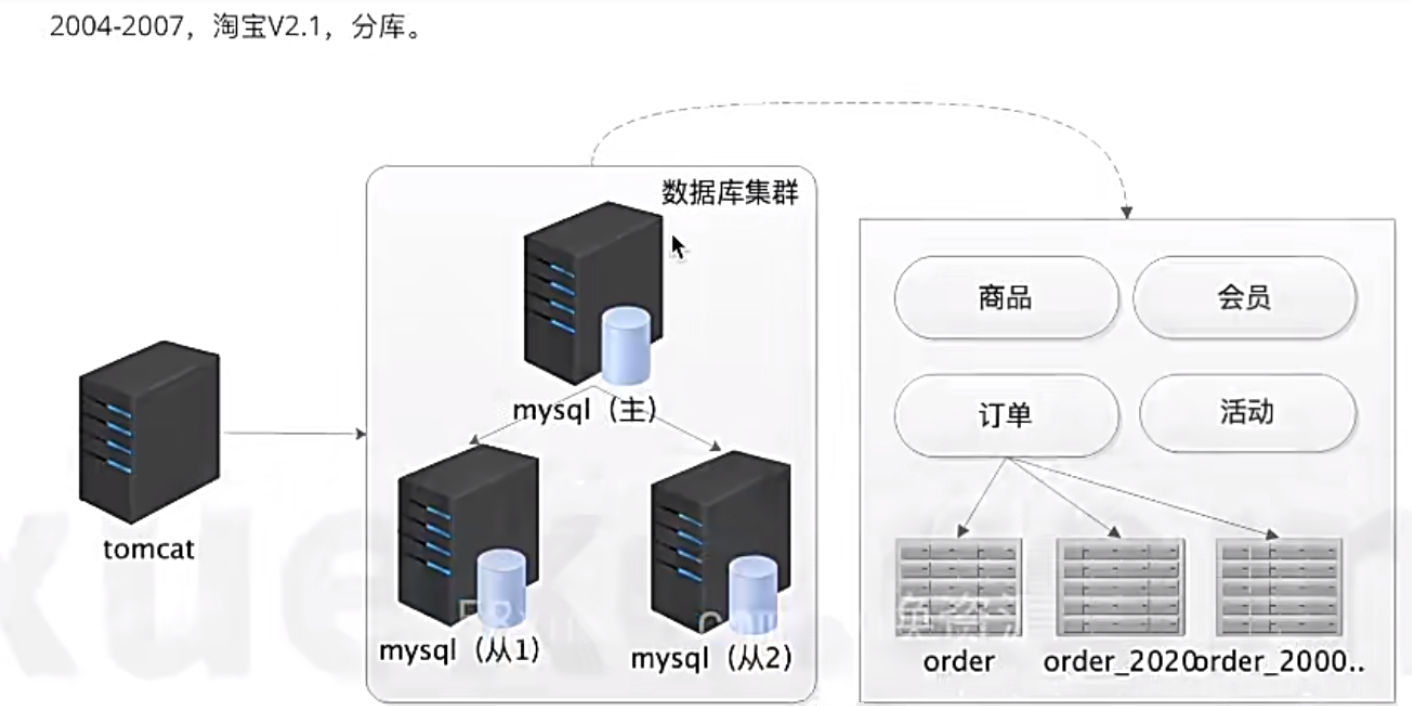 2004-2007，淘宝V2.1，分库。
数据库集群
商品
会员
mysql（主）
订单
活动
tomcat
mysql（从1）
mysql（从2）
order
order_2020
order_2000..